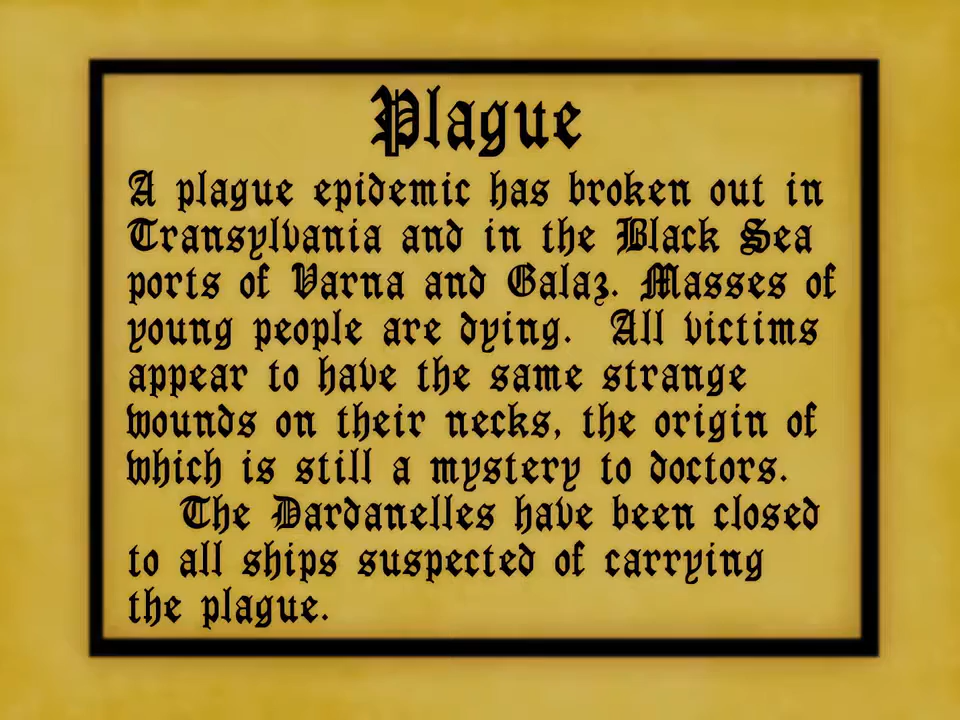 Plague
A plague epidemic has broken out in
Transylvania and in the Black Sea
ports of Varna and Galaz. Masses of
young people are dying. All victims
appear to have the same strange
wounds on their necks, the origin of
which is still a mystery to doctors.
The Dardanelles have been closed
to all ships suspected of carrying
the plague.